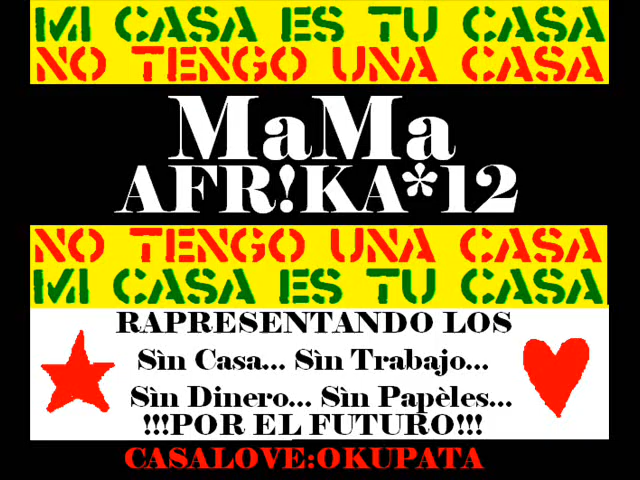 MI CASA ES TU CASA
NO TENGO UNA CASA
MaMa
AFR!KA*12
NO TENGO UNA CASA
MI CASA ES TU CASA
RAPRESENTANDO LOS
Sìn Casa... Sìn Trabajo...
Sìn Dinero... Sìn Papèles...
!!!POR EL FUTURO!!!
CASALOVE:OKUPATA